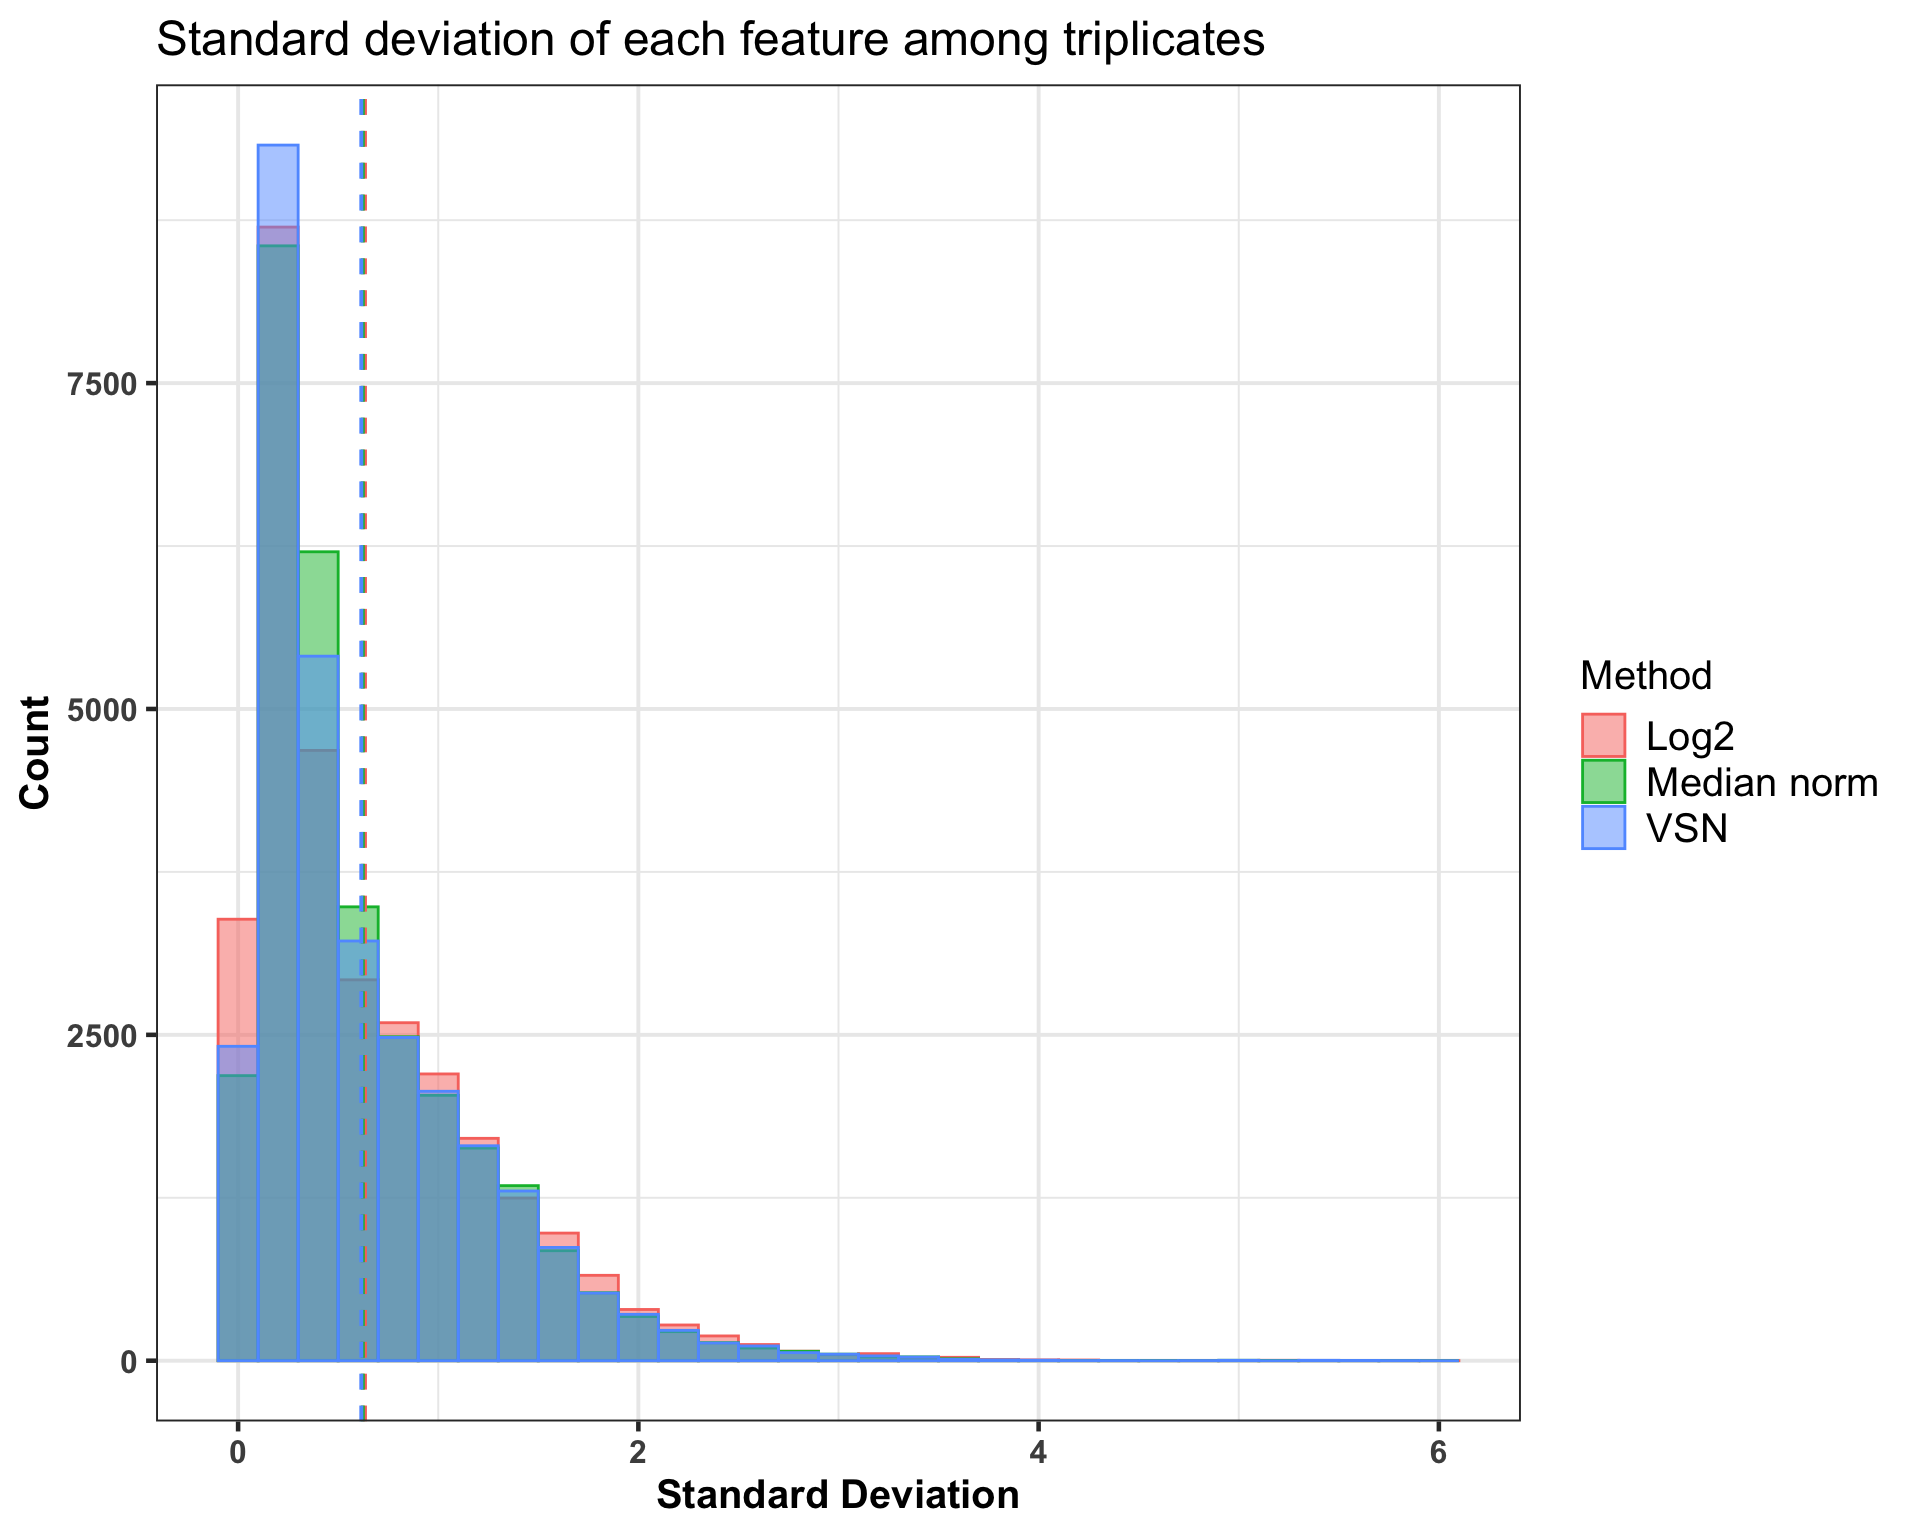 Standard deviation of each feature among triplicates
Count
7500
5000
2500
0
0 2 4 6
Standard Deviation
Method
Log2
Median norm
VSN